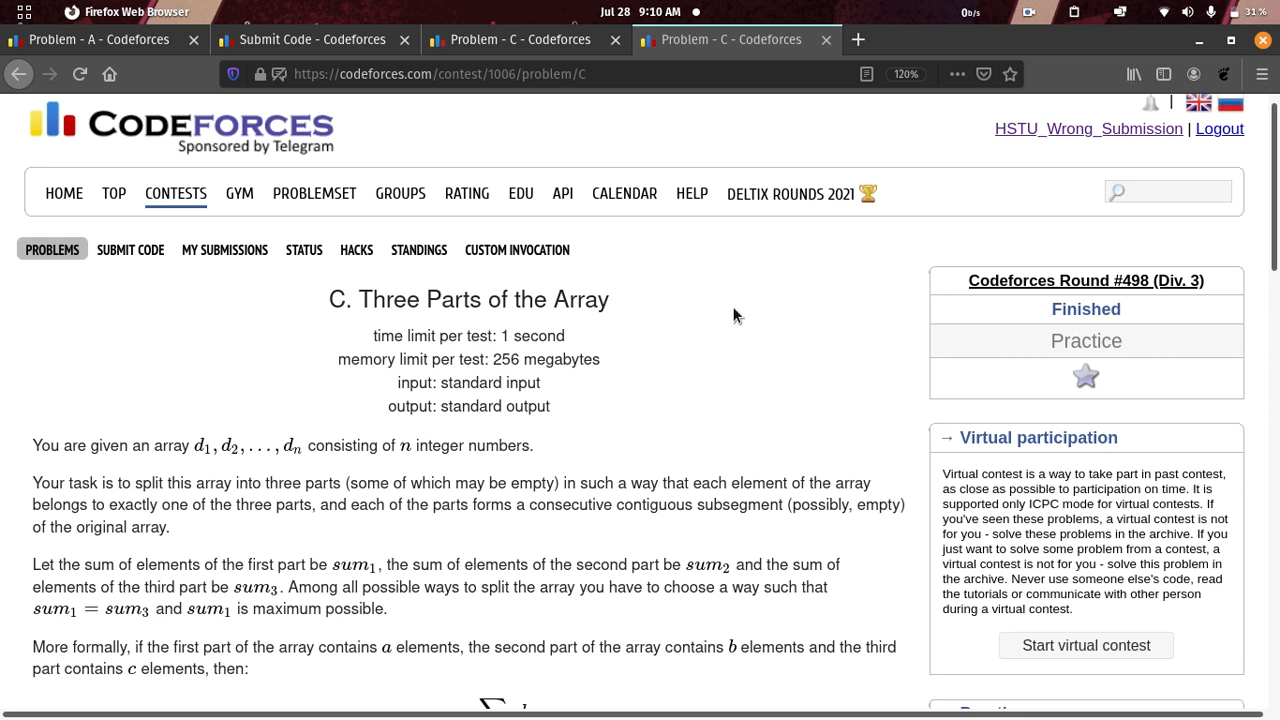 Firefox Web Browser Jul 28 9:10 AM 0b/s 31 %
Problem - A - Codeforces Submit Code - Codeforces Problem - C - Codeforces Problem - C - Codeforces
https://codeforces.com/contest/1006/problem/C 120%
CODEFORCES
Sponsored by Telegram
HSTU_Wrong_Submission | Logout
HOME TOP CONTESTS GYM PROBLEMSET GROUPS RATING EDU API CALENDAR HELP DELTIX ROUNDS 2021
PROBLEMS SUBMIT CODE MY SUBMISSIONS STATUS HACKS STANDINGS CUSTOM INVOCATION
C. Three Parts of the Array
time limit per test: 1 second
memory limit per test: 256 megabytes
input: standard input
output: standard output
You are given an array d₁, d₂, . . . , dₙ consisting of n integer numbers.
Your task is to split this array into three parts (some of which may be empty) in such a way that each element of the array
belongs to exactly one of the three parts, and each of the parts forms a consecutive contiguous subsegment (possibly, empty)
of the original array.
Let the sum of elements of the first part be sum₁, the sum of elements of the second part be sum₂ and the sum of
elements of the third part be sum₃. Among all possible ways to split the array you have to choose a way such that
sum₁ = sum₃ and sum₁ is maximum possible.
More formally, if the first part of the array contains a elements, the second part of the array contains b elements and the third
part contains c elements, then:
Codeforces Round #498 (Div. 3)
Finished
Practice
→ Virtual participation
Virtual contest is a way to take part in past contest,
as close as possible to participation on time. It is
supported only ICPC mode for virtual contests. If
you've seen these problems, a virtual contest is not
for you - solve these problems in the archive. If you
just want to solve some problem from a contest, a
virtual contest is not for you - solve this problem in
the archive. Never use someone else's code, read
the tutorials or communicate with other person
during a virtual contest.
Start virtual contest